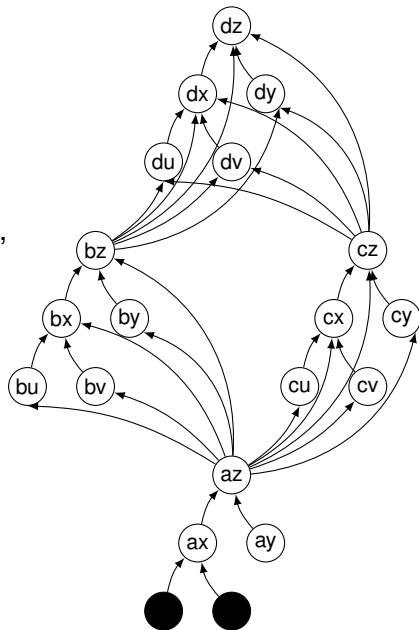 dz
dx dy
du dv
,
bz cz
bx by cx cy
bu bv cu cv
az
ax ay